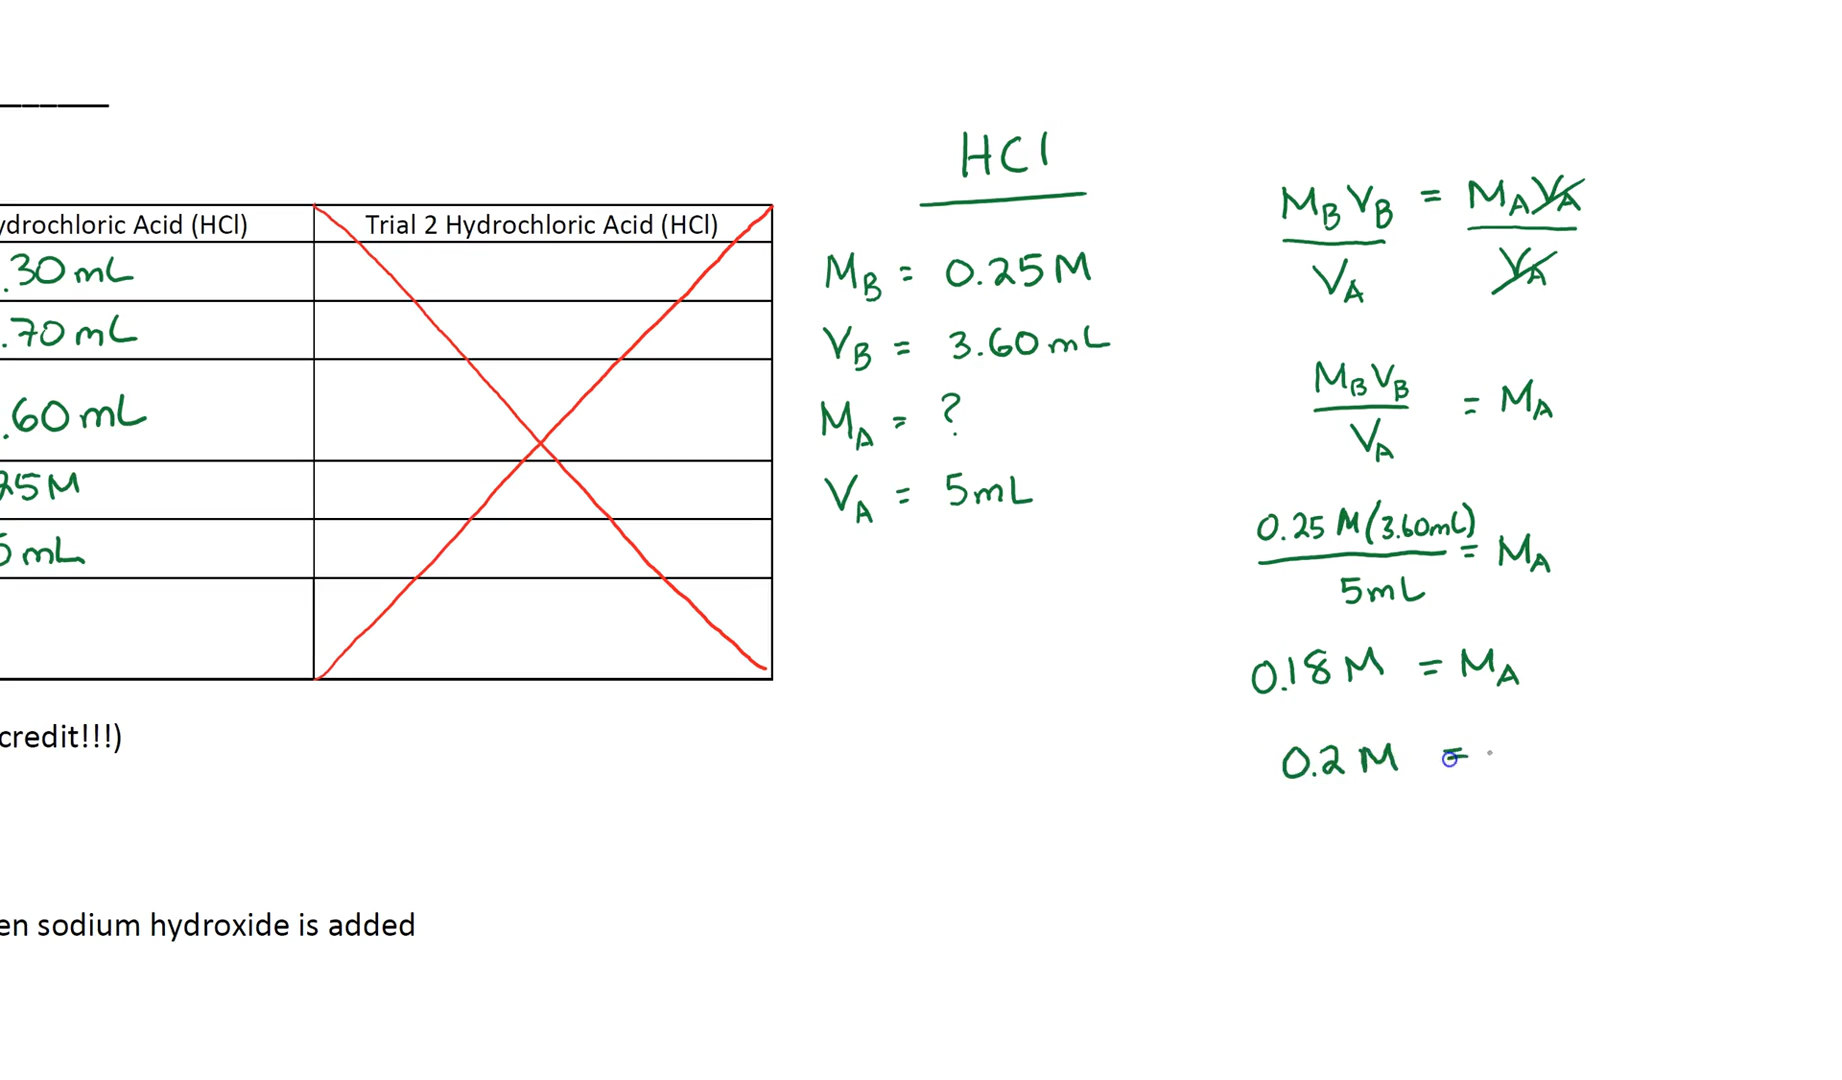 HCl
ydrochloric Acid (HCl)
Trial 2 Hydrochloric Acid (HCl)
.30 mL
.70 mL
.60 mL
25 M
5 mL
M_B = 0.25 M
V_B = 3.60 mL
M_A = ?
V_A = 5 mL
M_B V_B = M_A V_A
V_A V_A
M_B V_B = M_A
V_A
0.25 M (3.60 mL) = M_A
5 mL
0.18 M = M_A
0.2 M =
credit!!!)
en sodium hydroxide is added